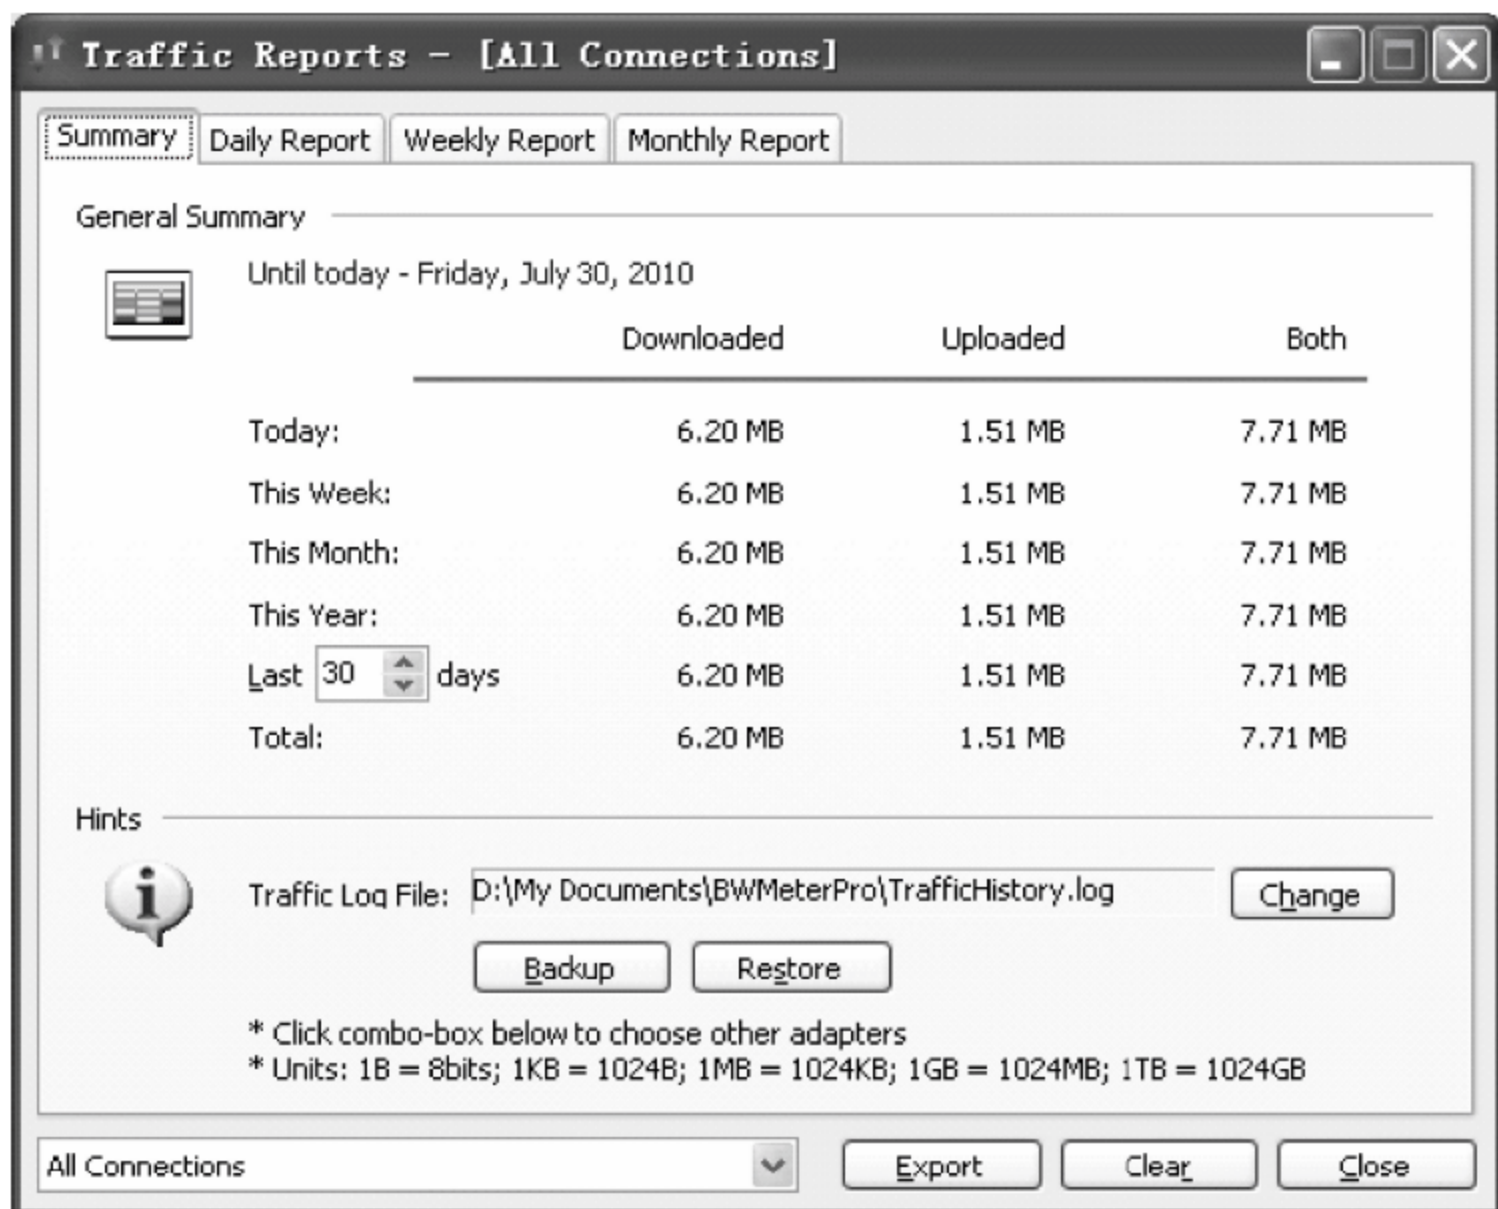 Traffic Reports - [All Connections]
Summary Daily Report Weekly Report Monthly Report
General Summary
Until today - Friday, July 30, 2010
Downloaded Uploaded Both
Today: 6.20 MB 1.51 MB 7.71 MB
This Week: 6.20 MB 1.51 MB 7.71 MB
This Month: 6.20 MB 1.51 MB 7.71 MB
This Year: 6.20 MB 1.51 MB 7.71 MB
Last 30 days 6.20 MB 1.51 MB 7.71 MB
Total: 6.20 MB 1.51 MB 7.71 MB
Hints
Traffic Log File: D:\My Documents\BWMeterPro\TrafficHistory.log Change
Backup Restore
* Click combo-box below to choose other adapters
* Units: 1B = 8bits; 1KB = 1024B; 1MB = 1024KB; 1GB = 1024MB; 1TB = 1024GB
All Connections Export Clear Close